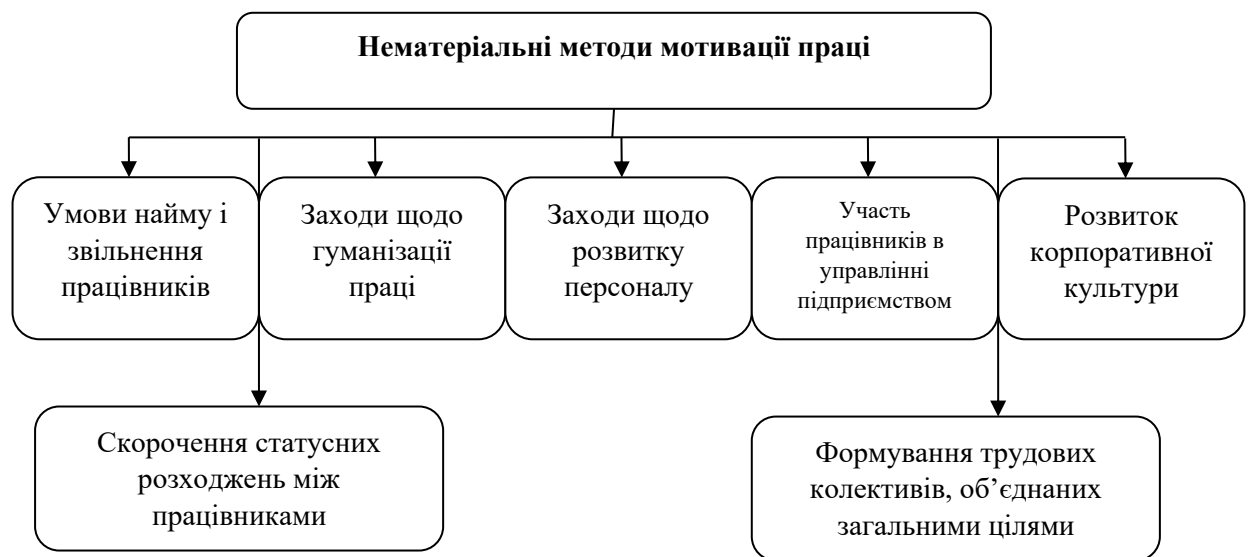 Нематеріальні методи мотивації праці
Умови найму і
звільнення
працівників
Заходи щодо
гуманізації
праці
Заходи щодо
розвитку
персоналу
Участь
працівників в
управлінні
підприємством
Розвиток
корпоративної
культури
Скорочення статусних
розходжень між
працівниками
Формування трудових
колективів, об’єднаних
загальними цілями